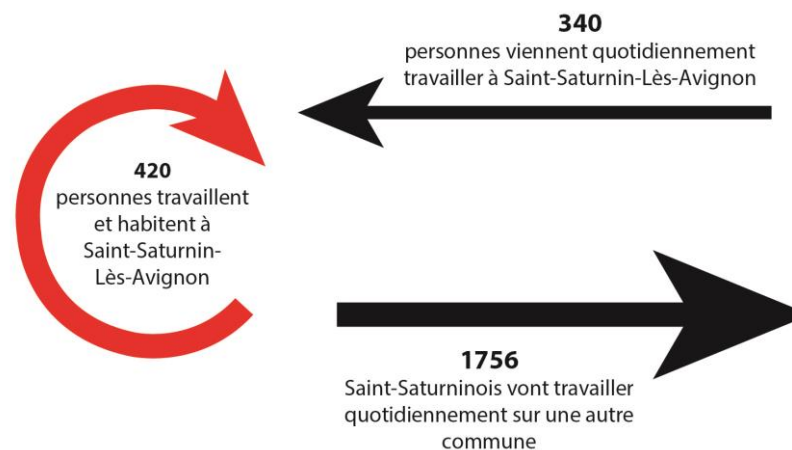 340
personnes viennent quotidiennement
travailler à Saint-Saturnin-Lès-Avignon
420
personnes travaillent
et habitent à
Saint-Saturnin-
Lès-Avignon
1756
Saint-Saturninois vont travailler
quotidiennement sur une autre
commune